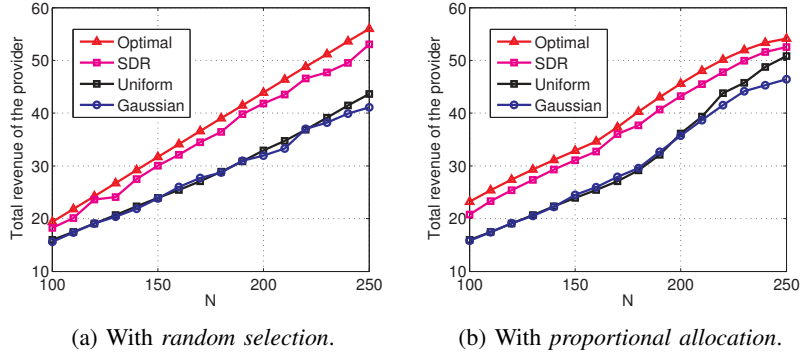 Total revenue of the provider
60
50
40
30
20
10
Optimal
SDR
Uniform
Gaussian
100 150 200 250
N
(a) With random selection.
Total revenue of the provider
60
50
40
30
20
10
Optimal
SDR
Uniform
Gaussian
100 150 200 250
N
(b) With proportional allocation.